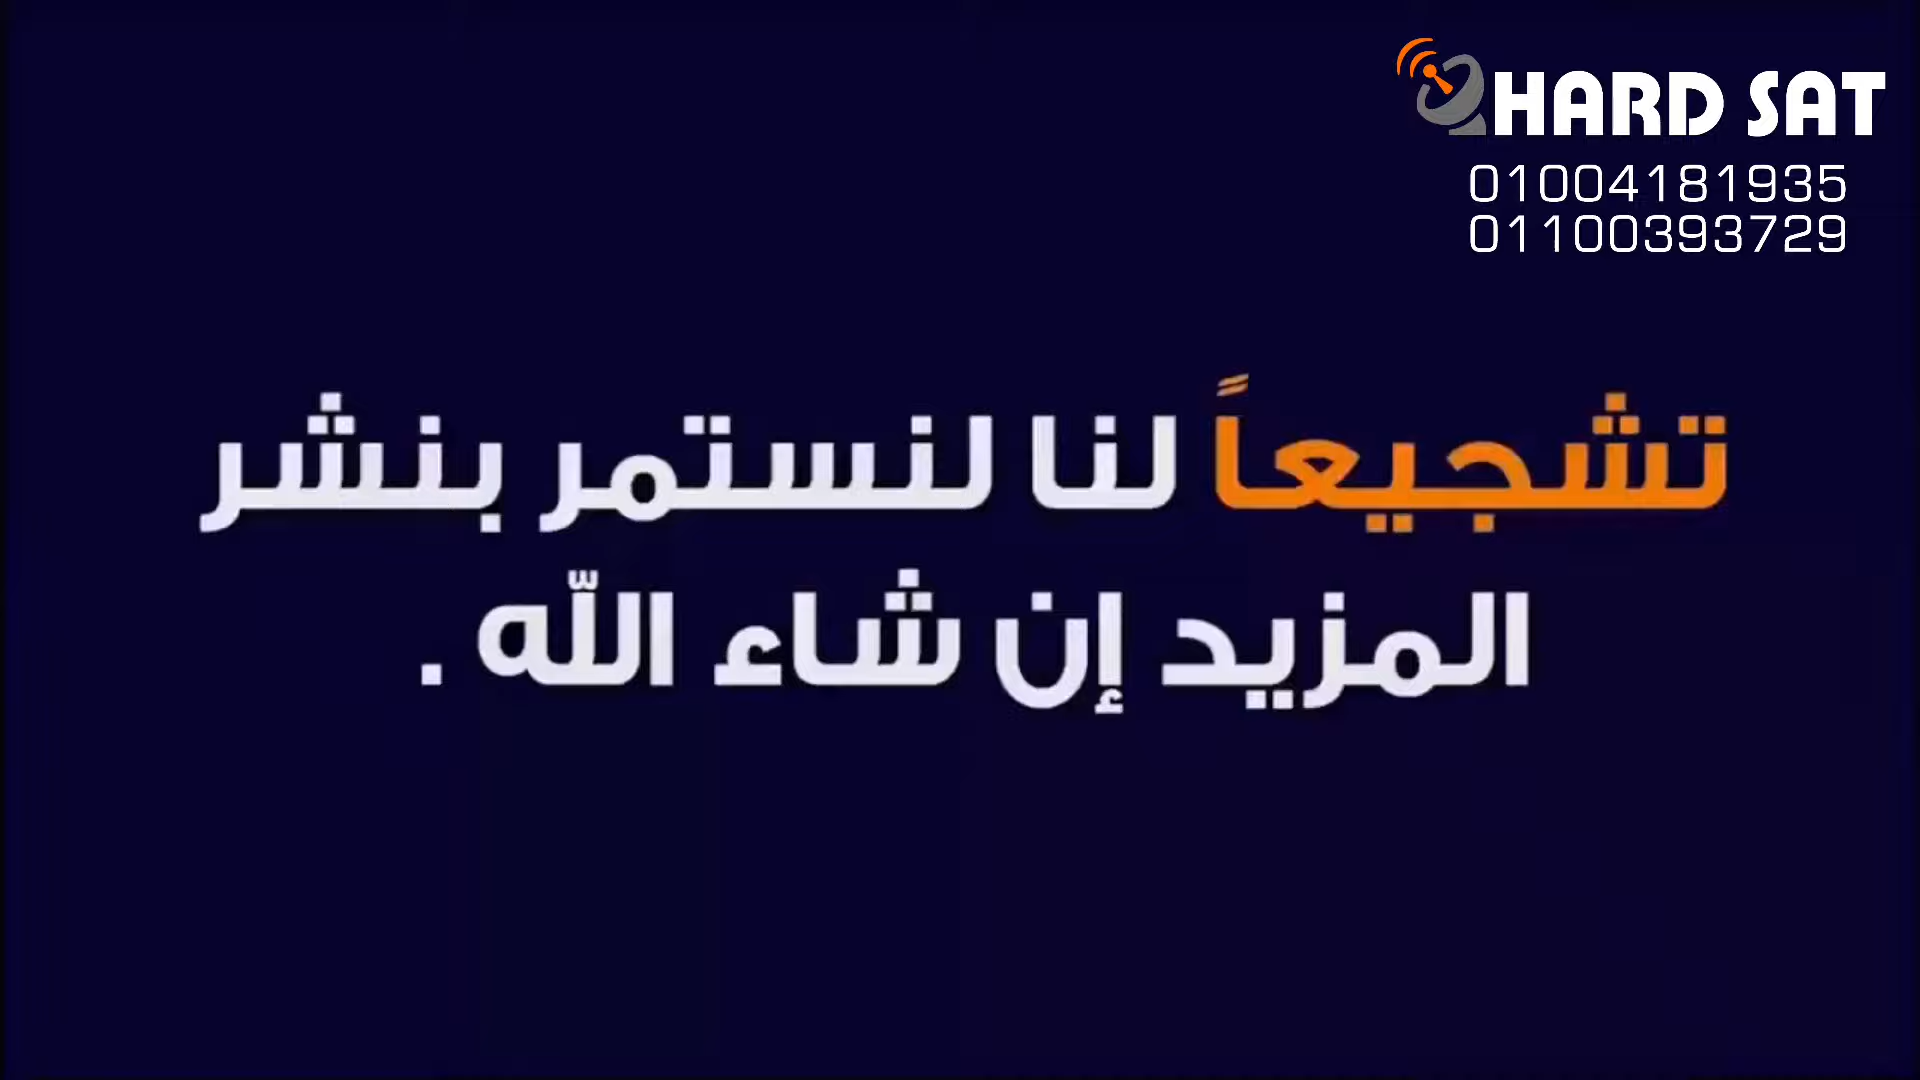 HARD SAT
01004181935
01100393729
تشجيعاً لنا لنستمر بنشر
المزيد إن شاء اللّه .